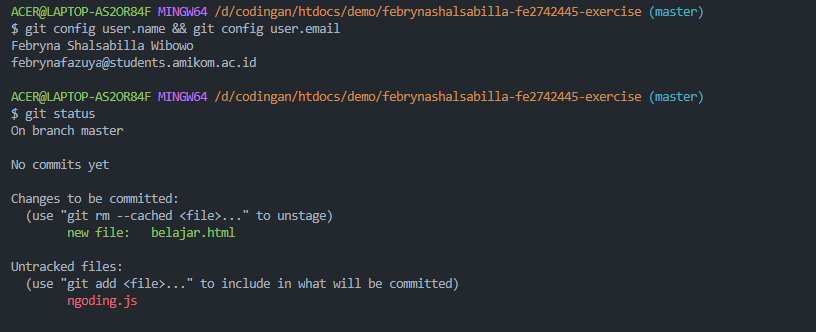 ACER@LAPTOP-AS2OR84F MINGW64 /d/codingan/htdocs/demo/febrynashalsabilla-fe2742445-exercise (master)
$ git config user.name && git config user.email
Febryna Shalsabilla Wibowo
febrynafazuya@students.amikom.ac.id
ACER@LAPTOP-AS2OR84F MINGW64 /d/codingan/htdocs/demo/febrynashalsabilla-fe2742445-exercise (master)
$ git status
On branch master
No commits yet
Changes to be committed:
(use "git rm --cached <file>..." to unstage)
new file: belajar.html
Untracked files:
(use "git add <file>..." to include in what will be committed)
ngoding.js